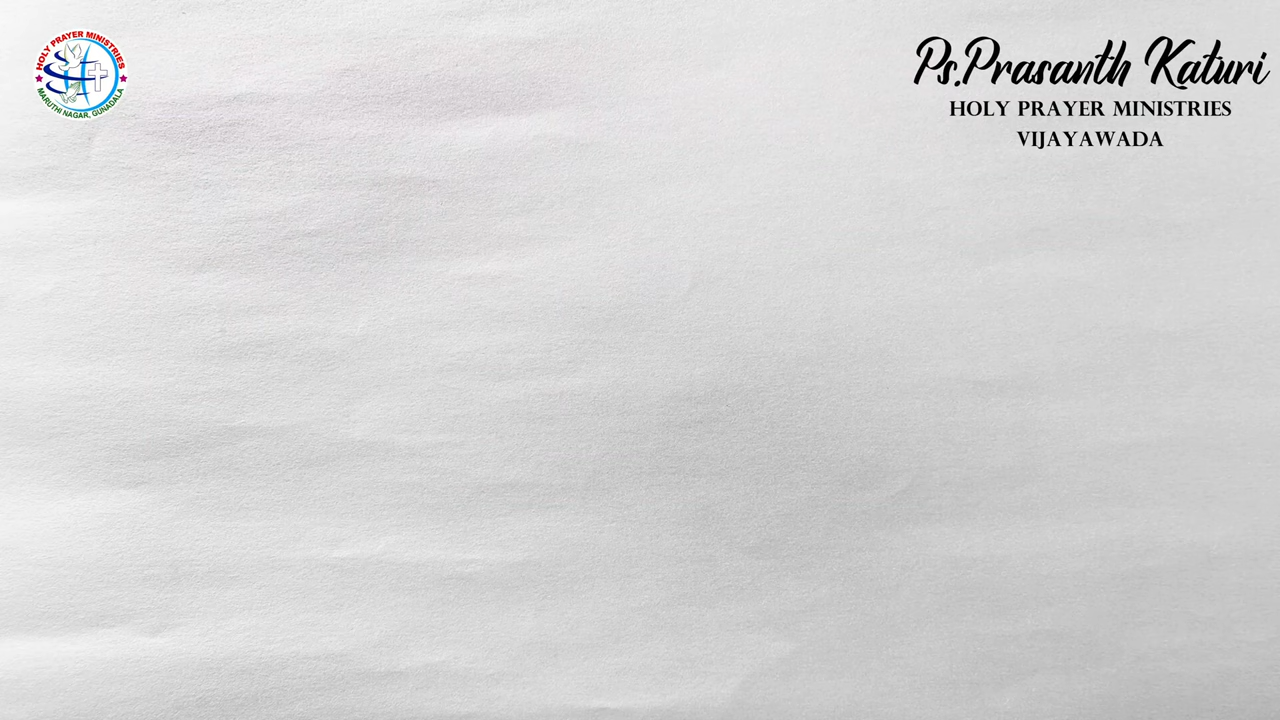 HOLY PRAYER MINISTRIES
MARUTHI NAGAR, GUNADALA
Ps.Prasanth Katuri
HOLY PRAYER MINISTRIES
VIJAYAWADA